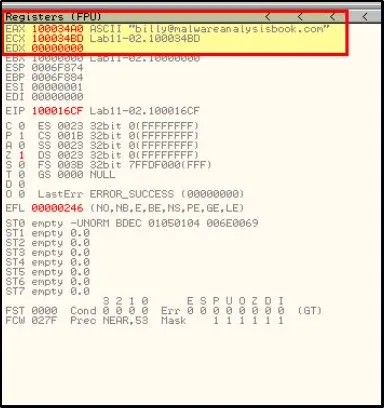 Registers (FPU) < < < <
EAX 100034A0 ASCII "billy@malwareanalysisbook.com"
ECX 100034BD Lab11-02.100034BD
EDX 00000000
EBX 10000000 Lab11-02.10000000
ESP 0006F874
EBP 0006F884
ESI 00000001
EDI 00000000
EIP 100016CF Lab11-02.100016CF
C 0 ES 0023 32bit 0(FFFFFFFF)
P 1 CS 001B 32bit 0(FFFFFFFF)
A 0 SS 0023 32bit 0(FFFFFFFF)
Z 1 DS 0023 32bit 0(FFFFFFFF)
S 0 FS 003B 32bit 7FFDF000(FFF)
T 0 GS 0000 NULL
D 0
O 0 LastErr ERROR_SUCCESS (00000000)
EFL 00000246 (NO,NB,E,BE,NS,PE,GE,LE)
ST0 empty -UNORM BDEC 01050104 006E0069
ST1 empty 0.0
ST2 empty 0.0
ST3 empty 0.0
ST4 empty 0.0
ST5 empty 0.0
ST6 empty 0.0
ST7 empty 0.0
3 2 1 0 E S P U O Z D I
FST 0000 Cond 0 0 0 0 Err 0 0 0 0 0 0 0 0 (GT)
FCW 027F Prec NEAR,53 Mask 1 1 1 1 1 1